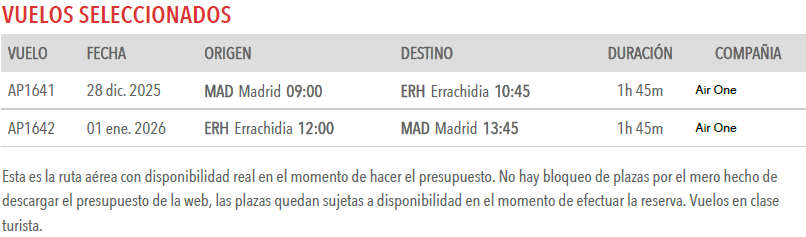 VUELOS SELECCIONADOS
VUELO FECHA ORIGEN DESTINO DURACIÓN COMPAÑIA
AP1641 28 dic. 2025 MAD Madrid 09:00 ERH Errachidia 10:45 1h 45m Air One
AP1642 01 ene. 2026 ERH Errachidia 12:00 MAD Madrid 13:45 1h 45m Air One
Esta es la ruta aérea con disponibilidad real en el momento de hacer el presupuesto. No hay bloqueo de plazas por el mero hecho de
descargar el presupuesto de la web, las plazas quedan sujetas a disponibilidad en el momento de efectuar la reserva. Vuelos en clase
turista.